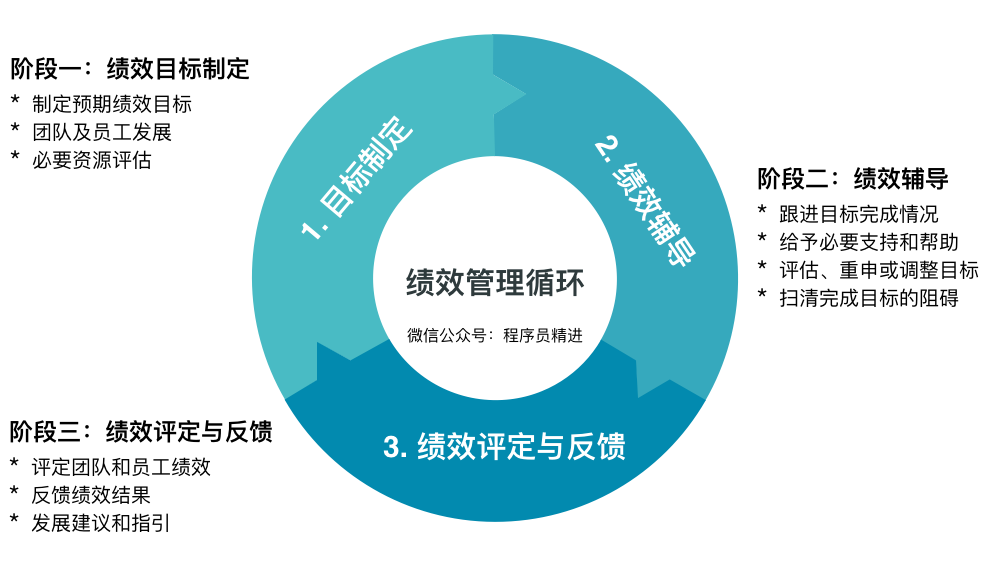 阶段一：绩效目标制定
* 制定预期绩效目标
* 团队及员工发展
* 必要资源评估
1. 目标制定
2. 绩效辅导
阶段二：绩效辅导
* 跟进目标完成情况
* 给予必要支持和帮助
* 评估、重申或调整目标
* 扫清完成目标的阻碍
绩效管理循环
微信公众号：程序员精进
阶段三：绩效评定与反馈
* 评定团队和员工绩效
* 反馈绩效结果
* 发展建议和指引
3. 绩效评定与反馈